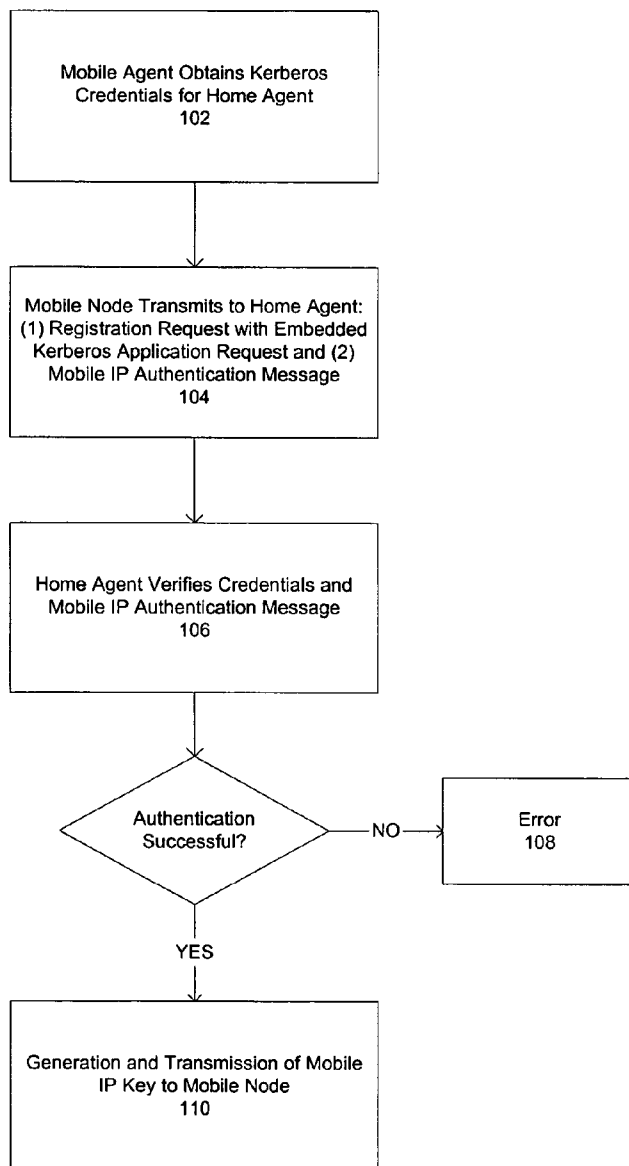 Mobile Agent Obtains Kerberos
Credentials for Home Agent
102
Mobile Node Transmits to Home Agent:
(1) Registration Request with Embedded
Kerberos Application Request and (2)
Mobile IP Authentication Message
104
Home Agent Verifies Credentials and
Mobile IP Authentication Message
106
Authentication
Successful?
NO
Error
108
YES
Generation and Transmission of Mobile
IP Key to Mobile Node
110